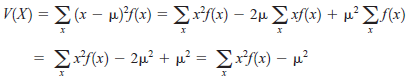 V(X) = ∑ₓ (x − μ)²f(x) = ∑ₓ x²f(x) − 2μ ∑ₓ xf(x) + μ² ∑ₓ f(x)
= ∑ₓ x²f(x) − 2μ² + μ² = ∑ₓ x²f(x) − μ²